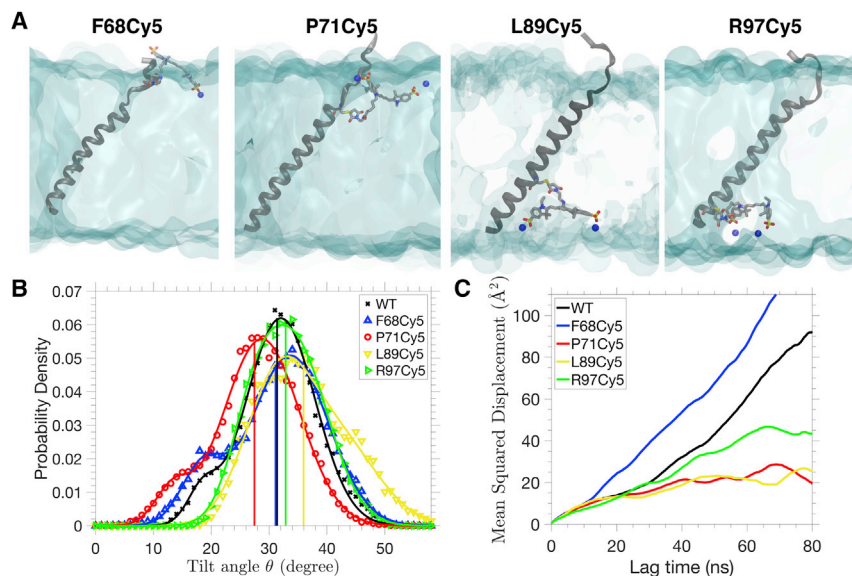 A
F68Cy5
P71Cy5
L89Cy5
R97Cy5
B
0.07
0.06
0.05
0.04
0.03
0.02
0.01
0
Probability Density
0 10 20 30 40 50
Tilt angle θ (degree)
WT
F68Cy5
P71Cy5
L89Cy5
R97Cy5
C
100
80
60
40
20
0
Mean Squared Displacement (Å²)
0 20 40 60 80
Lag time (ns)
WT
F68Cy5
P71Cy5
L89Cy5
R97Cy5